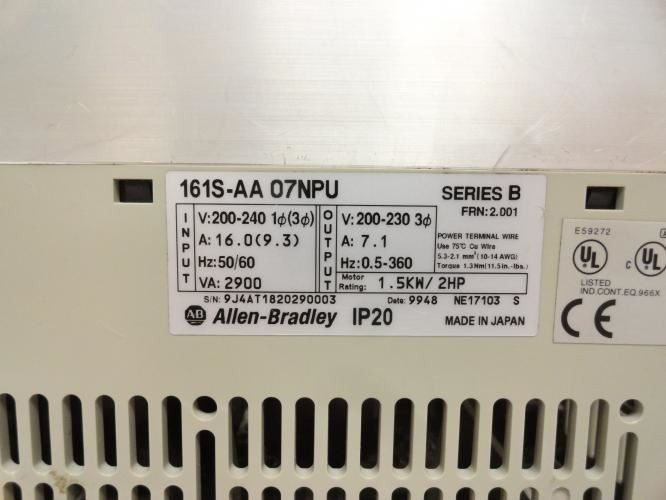 161S-AA 07NPU
SERIES B
FRN:2.001
INPUT
V:200-240 1ϕ(3ϕ)
A: 16.0(9.3)
Hz:50/60
VA: 2900
OUTPUT
V:200-230 3ϕ
A: 7.1
Hz:0.5-360
Motor Rating: 1.5KW/2HP
POWER TERMINAL WIRE
Use 75℃ Cu Wire
5.3-2.1 mm²(10-14 AWG)
Torque 1.3Nm(11.5in.-lbs.)
S/N: 9J4AT1820290003
Date: 9948
NE17103 S
AB Allen-Bradley IP20
MADE IN JAPAN
E59272
UL
c UL
LISTED
IND.CONT.EQ.966X
CE